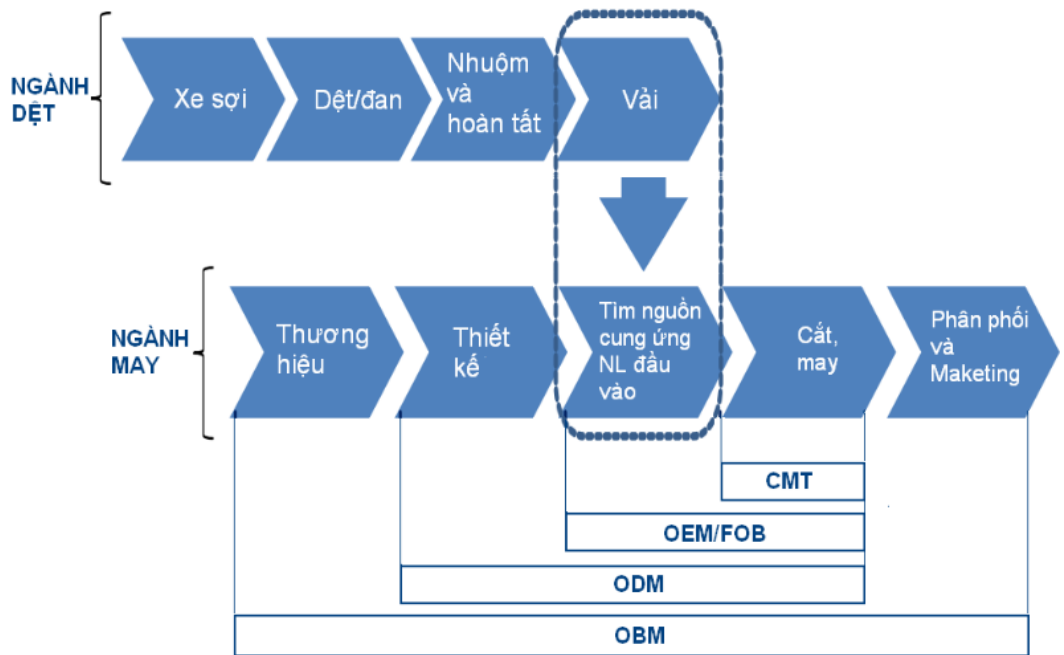 NGÀNH
DỆT
Xe sợi
Dệt/đan
Nhuộm
và
hoàn tất
Vải
NGÀNH
MAY
Thương
hiệu
Thiết
kế
Tìm nguồn
cung ứng
NL đầu
vào
Cắt,
may
Phân phối
và
Maketing
CMT
OEM/FOB
ODM
OBM